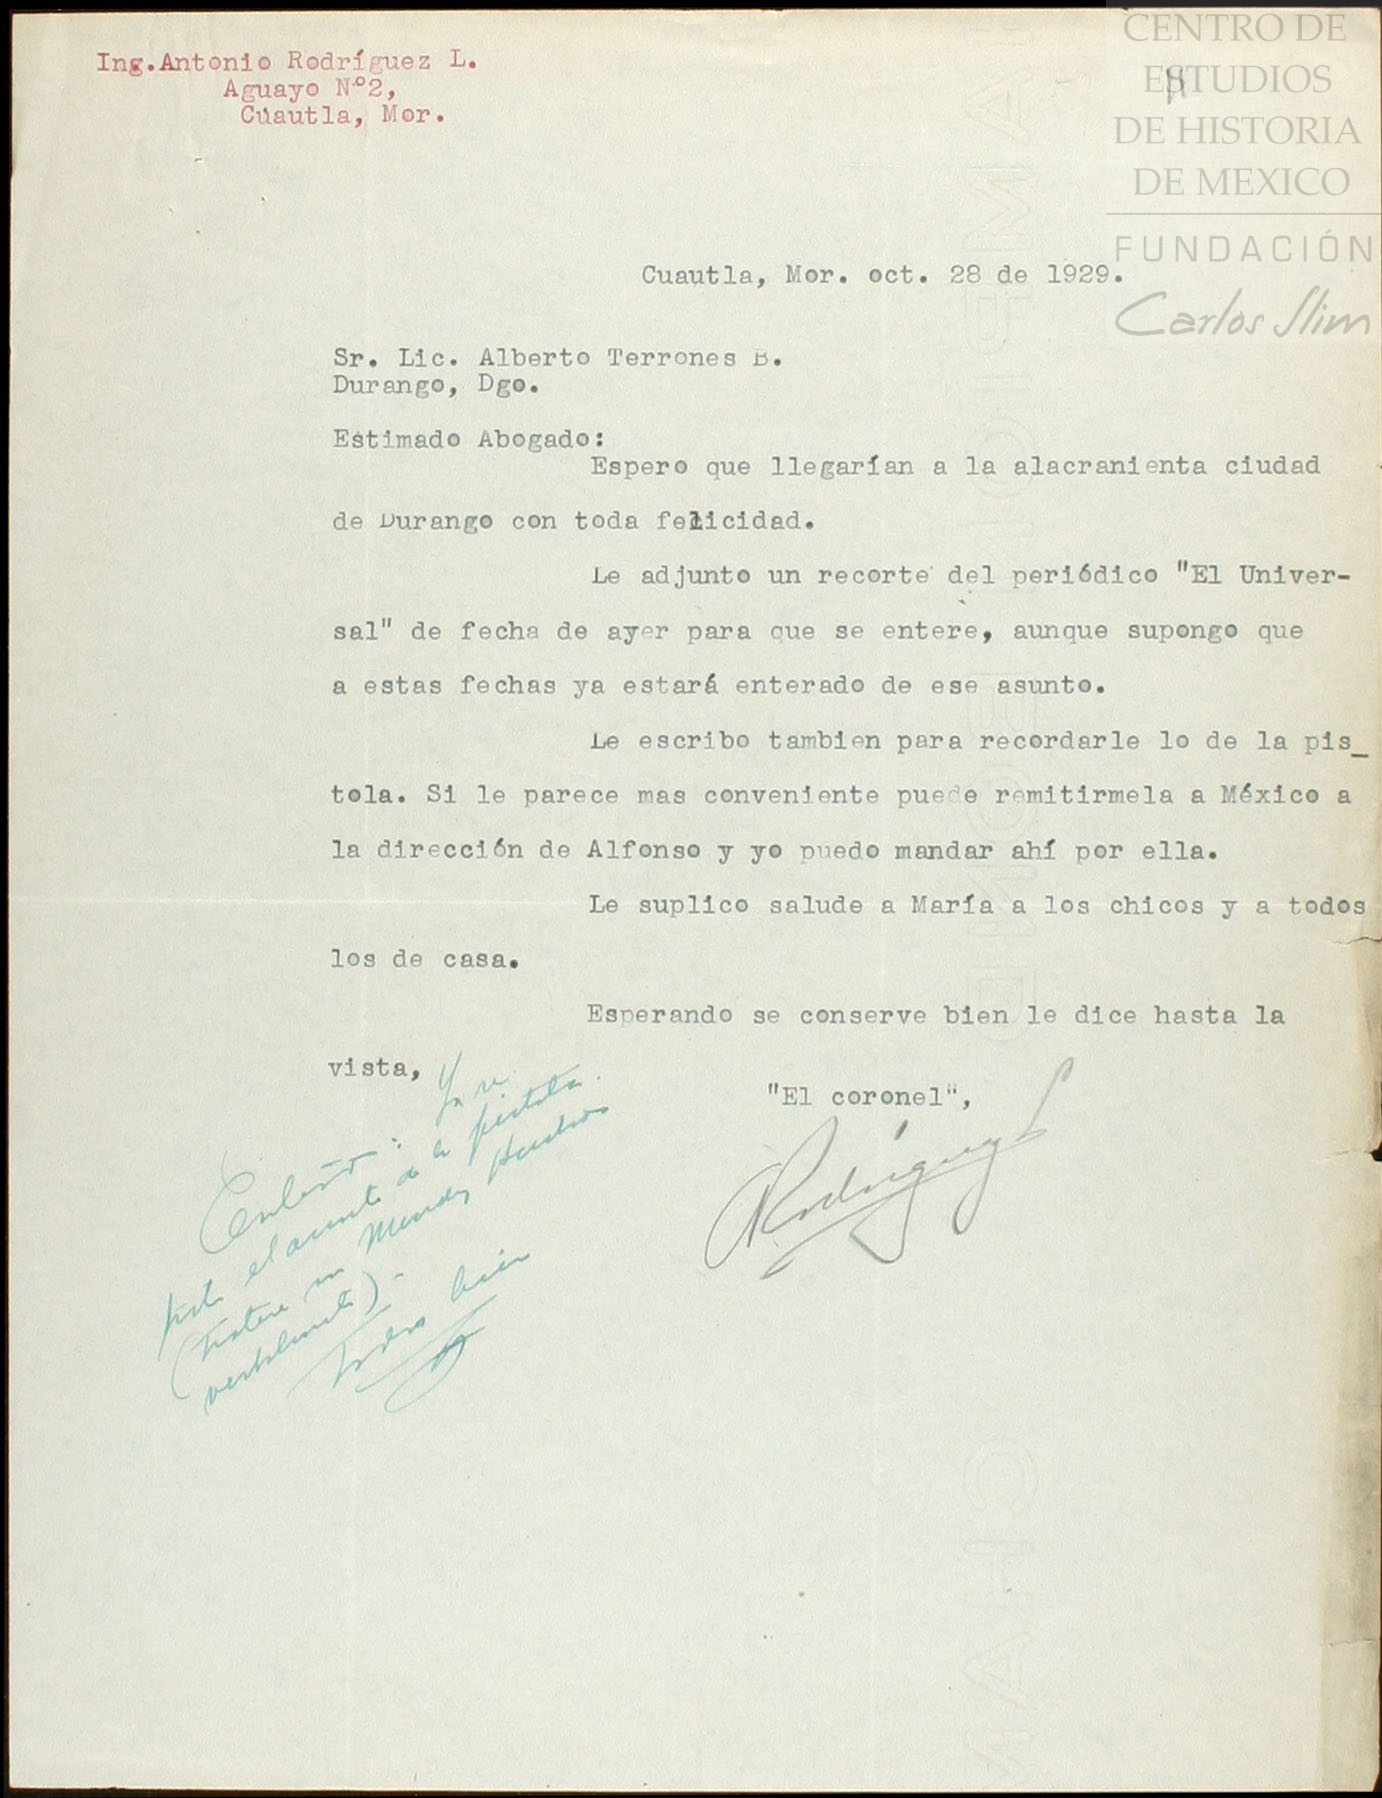 Ing. Antonio Rodríguez L.
Aguayo Nº2,
Cuautla, Mor.
CENTRO DE
ESTUDIOS
DE HISTORIA
DE MEXICO
FUNDACIÓN
Carlos Slim
Cuautla, Mor. oct. 28 de 1929.
Sr. Lic. Alberto Terrones B.
Durango, Dgo.
Estimado Abogado:
Espero que llegarían a la alacranienta ciudad
de Durango con toda felicidad.
Le adjunto un recorte del periódico "El Univer-
sal" de fecha de ayer para que se entere, aunque supongo que
a estas fechas ya estará enterado de ese asunto.
Le escribo tambien para recordarle lo de la pis_
tola. Si le parece mas conveniente puede remitirmela a México a
la dirección de Alfonso y yo puedo mandar ahí por ella.
Le suplico salude a María a los chicos y a todos
los de casa.
Esperando se conserve bien le dice hasta la
vista,
"El coronel",
Rodríguez L
Ya se
el asunto de la pistola
verbalmente).-
Todos bien